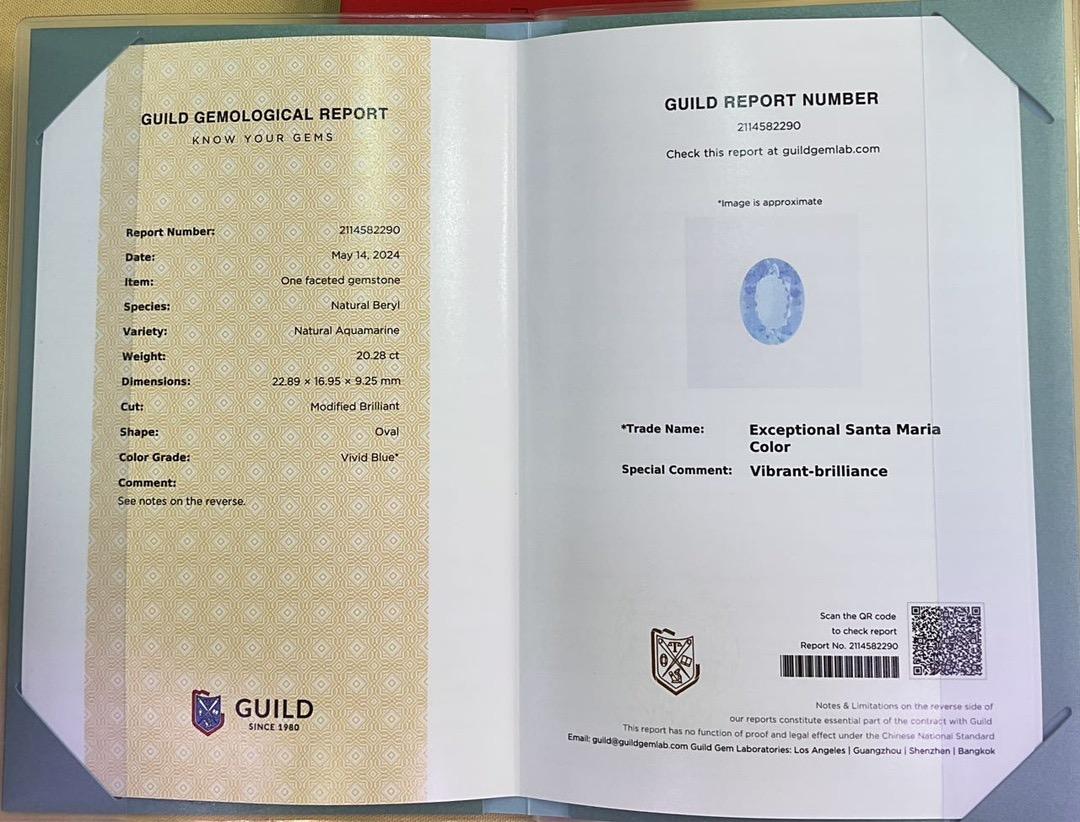 GUILD GEMOLOGICAL REPORT
KNOW YOUR GEMS
Report Number: 2114582290
Date: May 14, 2024
Item: One faceted gemstone
Species: Natural Beryl
Variety: Natural Aquamarine
Weight: 20.28 ct
Dimensions: 22.89 × 16.95 × 9.25 mm
Cut: Modified Brilliant
Shape: Oval
Color Grade: Vivid Blue*
Comment:
See notes on the reverse.
GUILD
SINCE 1980
GUILD REPORT NUMBER
2114582290
Check this report at guildgemlab.com
*Image is approximate
*Trade Name: Exceptional Santa Maria
Color
Special Comment: Vibrant-brilliance
Scan the QR code
to check report
Report No. 2114582290
Notes & Limitations on the reverse side of
our reports constitute essential part of the contract with Guild
This report has no function of proof and legal effect under the Chinese National Standard
Email: guild@guildgemlab.com Guild Gem Laboratories: Los Angeles | Guangzhou | Shenzhen | Bangkok